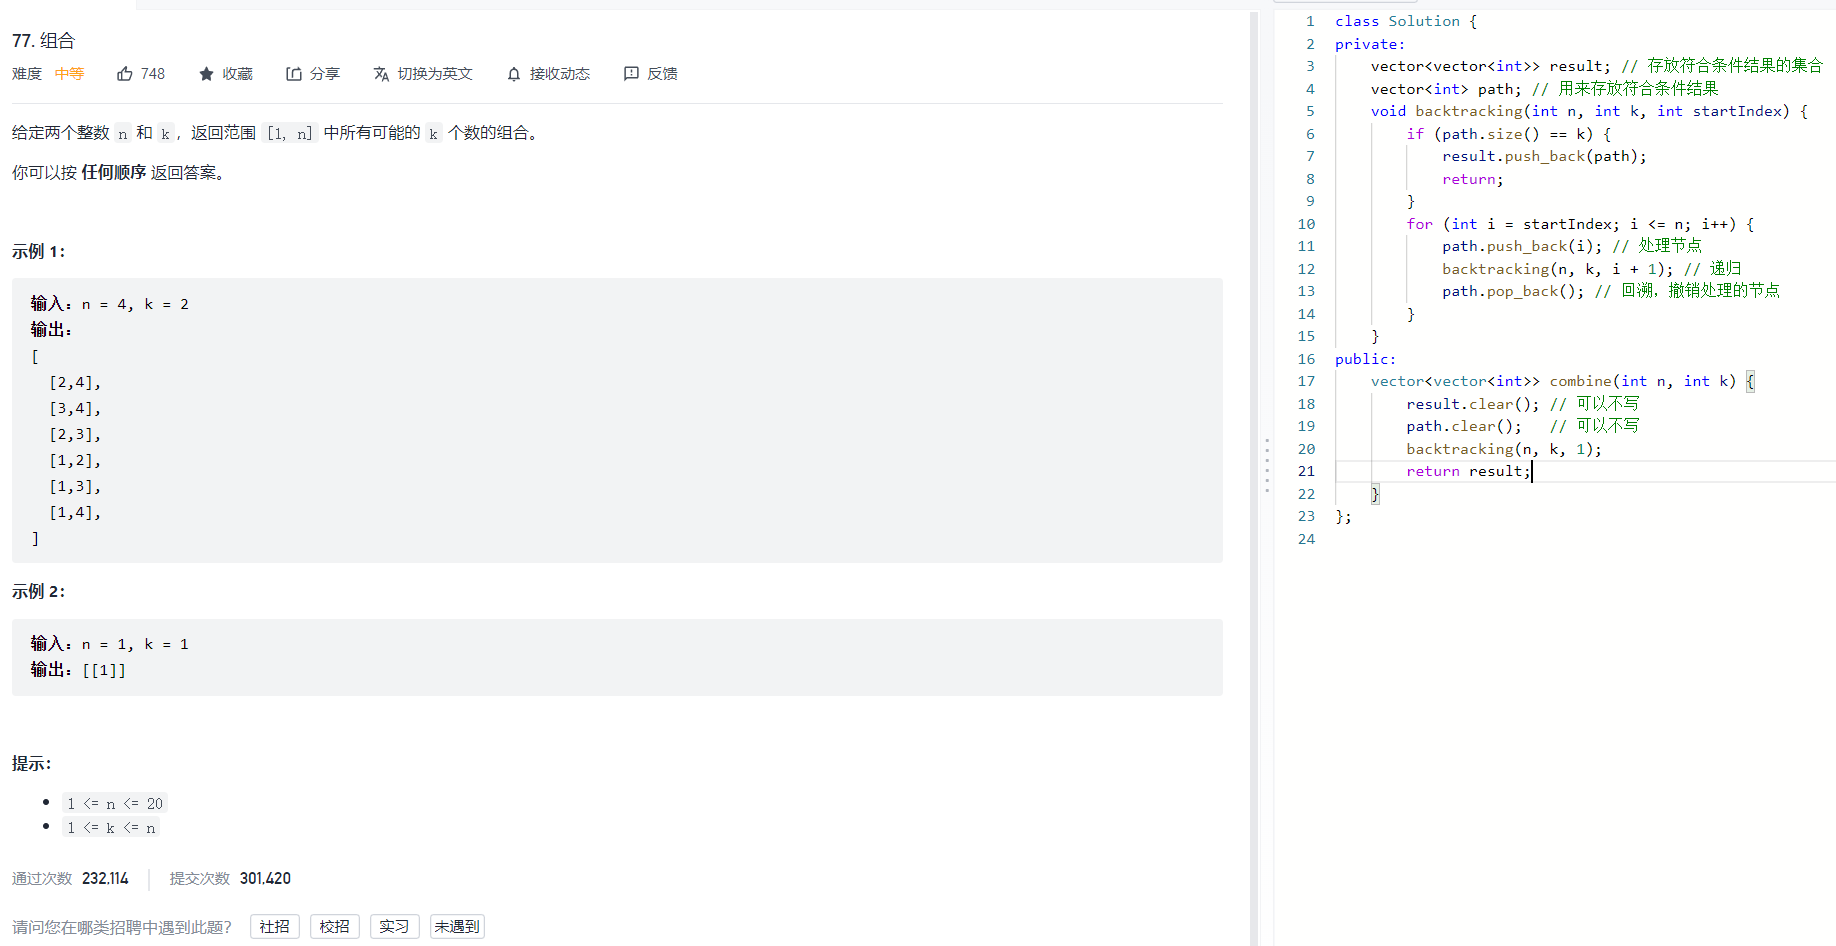 77. 组合
难度 中等 748 收藏 分享 切换为英文 接收动态 反馈
给定两个整数 n 和 k，返回范围 [1, n] 中所有可能的 k 个数的组合。
你可以按 任何顺序 返回答案。
示例 1：
输入：n = 4, k = 2
输出：
[
  [2,4],
  [3,4],
  [2,3],
  [1,2],
  [1,3],
  [1,4],
]
示例 2：
输入：n = 1, k = 1
输出：[[1]]
提示：
1 <= n <= 20
1 <= k <= n
通过次数 232,114 提交次数 301,420
请问您在哪类招聘中遇到此题？ 社招 校招 实习 未遇到
1 class Solution {
2 private:
3     vector<vector<int>> result; // 存放符合条件结果的集合
4     vector<int> path; // 用来存放符合条件结果
5     void backtracking(int n, int k, int startIndex) {
6         if (path.size() == k) {
7             result.push_back(path);
8             return;
9         }
10         for (int i = startIndex; i <= n; i++) {
11             path.push_back(i); // 处理节点
12             backtracking(n, k, i + 1); // 递归
13             path.pop_back(); // 回溯，撤销处理的节点
14         }
15     }
16 public:
17     vector<vector<int>> combine(int n, int k) {
18         result.clear(); // 可以不写
19         path.clear();   // 可以不写
20         backtracking(n, k, 1);
21         return result;
22     }
23 };
24